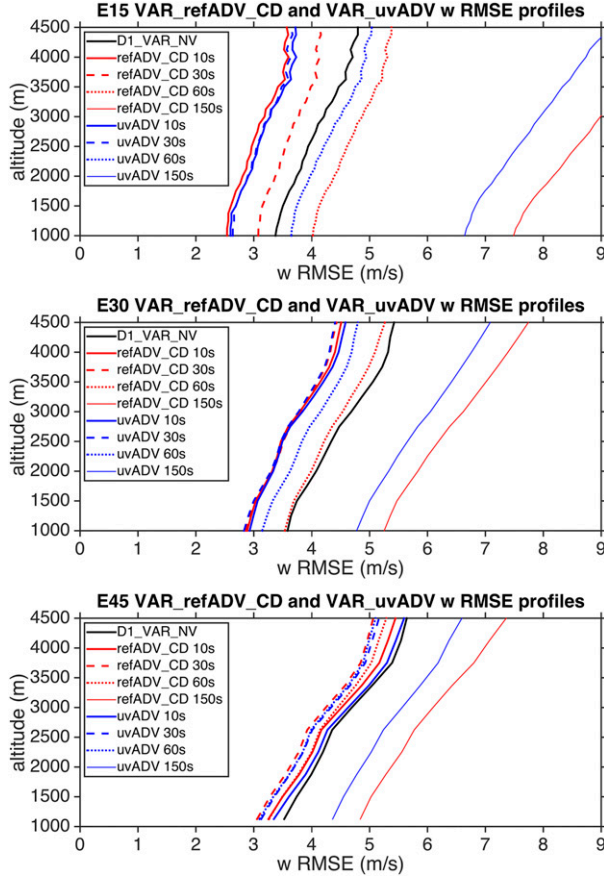 E15 VAR_refADV_CD and VAR_uvADV w RMSE profiles
4500
4000
3500
3000
2500
2000
1500
1000
altitude (m)
D1_VAR_NV
refADV_CD 10s
refADV_CD 30s
refADV_CD 60s
refADV_CD 150s
uvADV 10s
uvADV 30s
uvADV 60s
uvADV 150s
0 1 2 3 4 5 6 7 8 9
w RMSE (m/s)
E30 VAR_refADV_CD and VAR_uvADV w RMSE profiles
4500
4000
3500
3000
2500
2000
1500
1000
altitude (m)
D1_VAR_NV
refADV_CD 10s
refADV_CD 30s
refADV_CD 60s
refADV_CD 150s
uvADV 10s
uvADV 30s
uvADV 60s
uvADV 150s
0 1 2 3 4 5 6 7 8 9
w RMSE (m/s)
E45 VAR_refADV_CD and VAR_uvADV w RMSE profiles
4500
4000
3500
3000
2500
2000
1500
1000
altitude (m)
D1_VAR_NV
refADV_CD 10s
refADV_CD 30s
refADV_CD 60s
refADV_CD 150s
uvADV 10s
uvADV 30s
uvADV 60s
uvADV 150s
0 1 2 3 4 5 6 7 8 9
w RMSE (m/s)